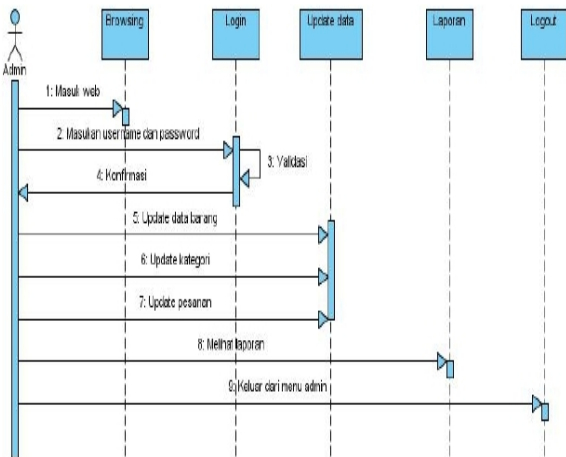 Browsing
Login
Update data
Laporan
Logout
Admin
1: Masuk web
2: Masukan username dan password
3: Validasi
4: Konfirmasi
5: Update data barang
6: Update kategori
7: Update pesanan
8: Melihat laporan
9: Keluar dari menu admin